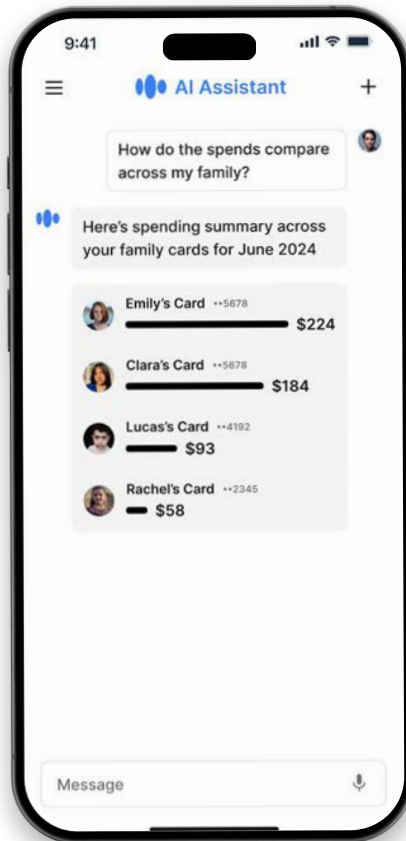 9:41
AI Assistant
How do the spends compare
across my family?
Here's spending summary across
your family cards for June 2024
Emily's Card ••5678
$224
Clara's Card ••5678
$184
Lucas's Card ••4192
$93
Rachel's Card ••2345
$58
Message